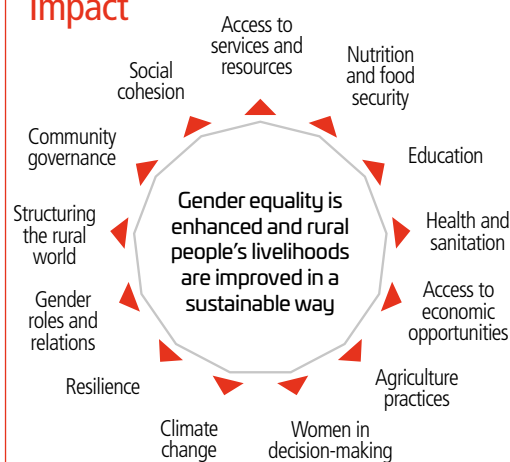 Impact
Access to
services and
resources
Nutrition
and food
security
Education
Health and
sanitation
Access to
economic
opportunities
Agriculture
practices
Women in
decision-making
Climate
change
Resilience
Gender
roles and
relations
Structuring
the rural
world
Community
governance
Social
cohesion
Gender equality is
enhanced and rural
people's livelihoods
are improved in a
sustainable way